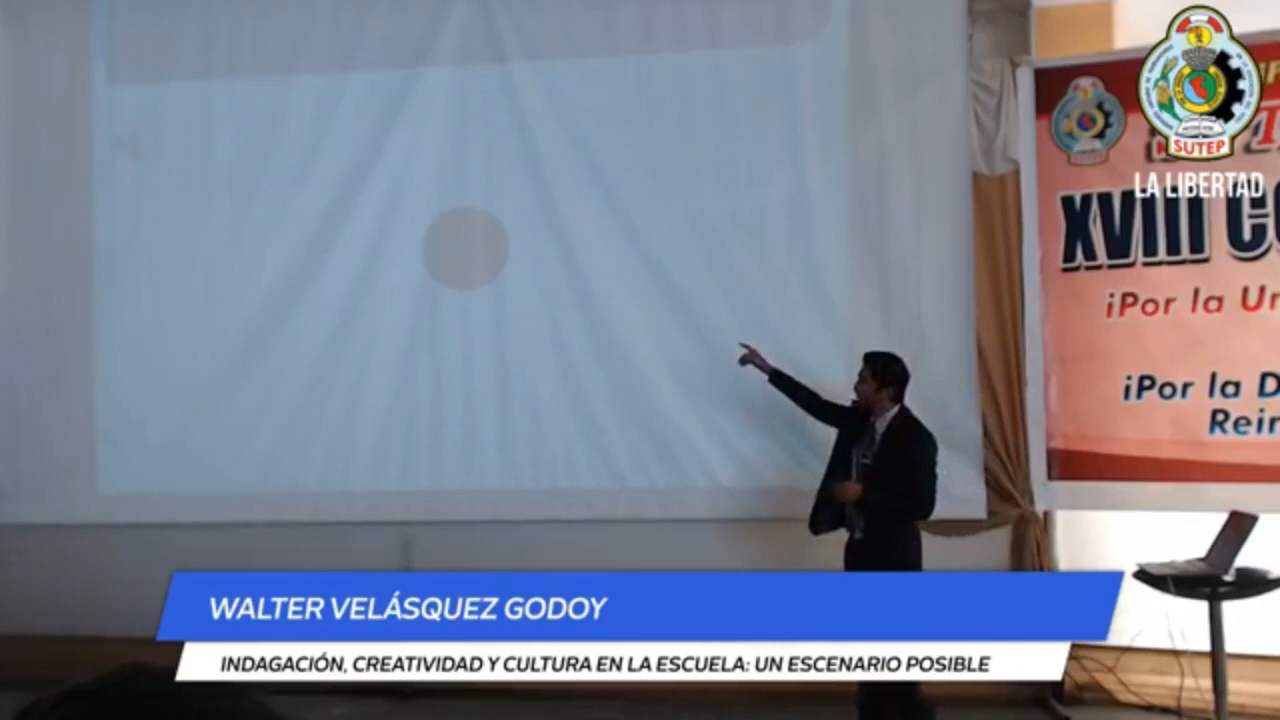 SUTEP
LA LIBERTAD
XVIII
¡Por la
¡Por la
WALTER VELÁSQUEZ GODOY
INDAGACIÓN, CREATIVIDAD Y CULTURA EN LA ESCUELA: UN ESCENARIO POSIBLE